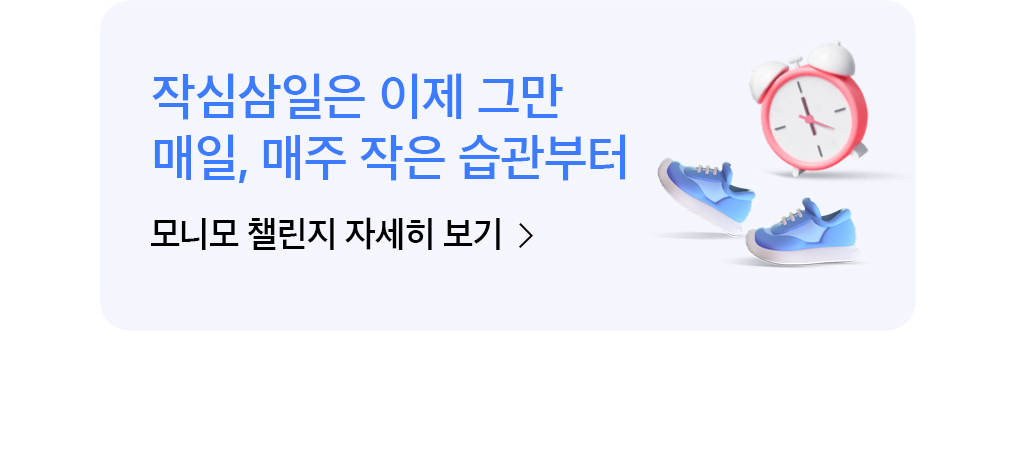 작심삼일은 이제 그만
매일, 매주 작은 습관부터
모니모 챌린지 자세히 보기 >